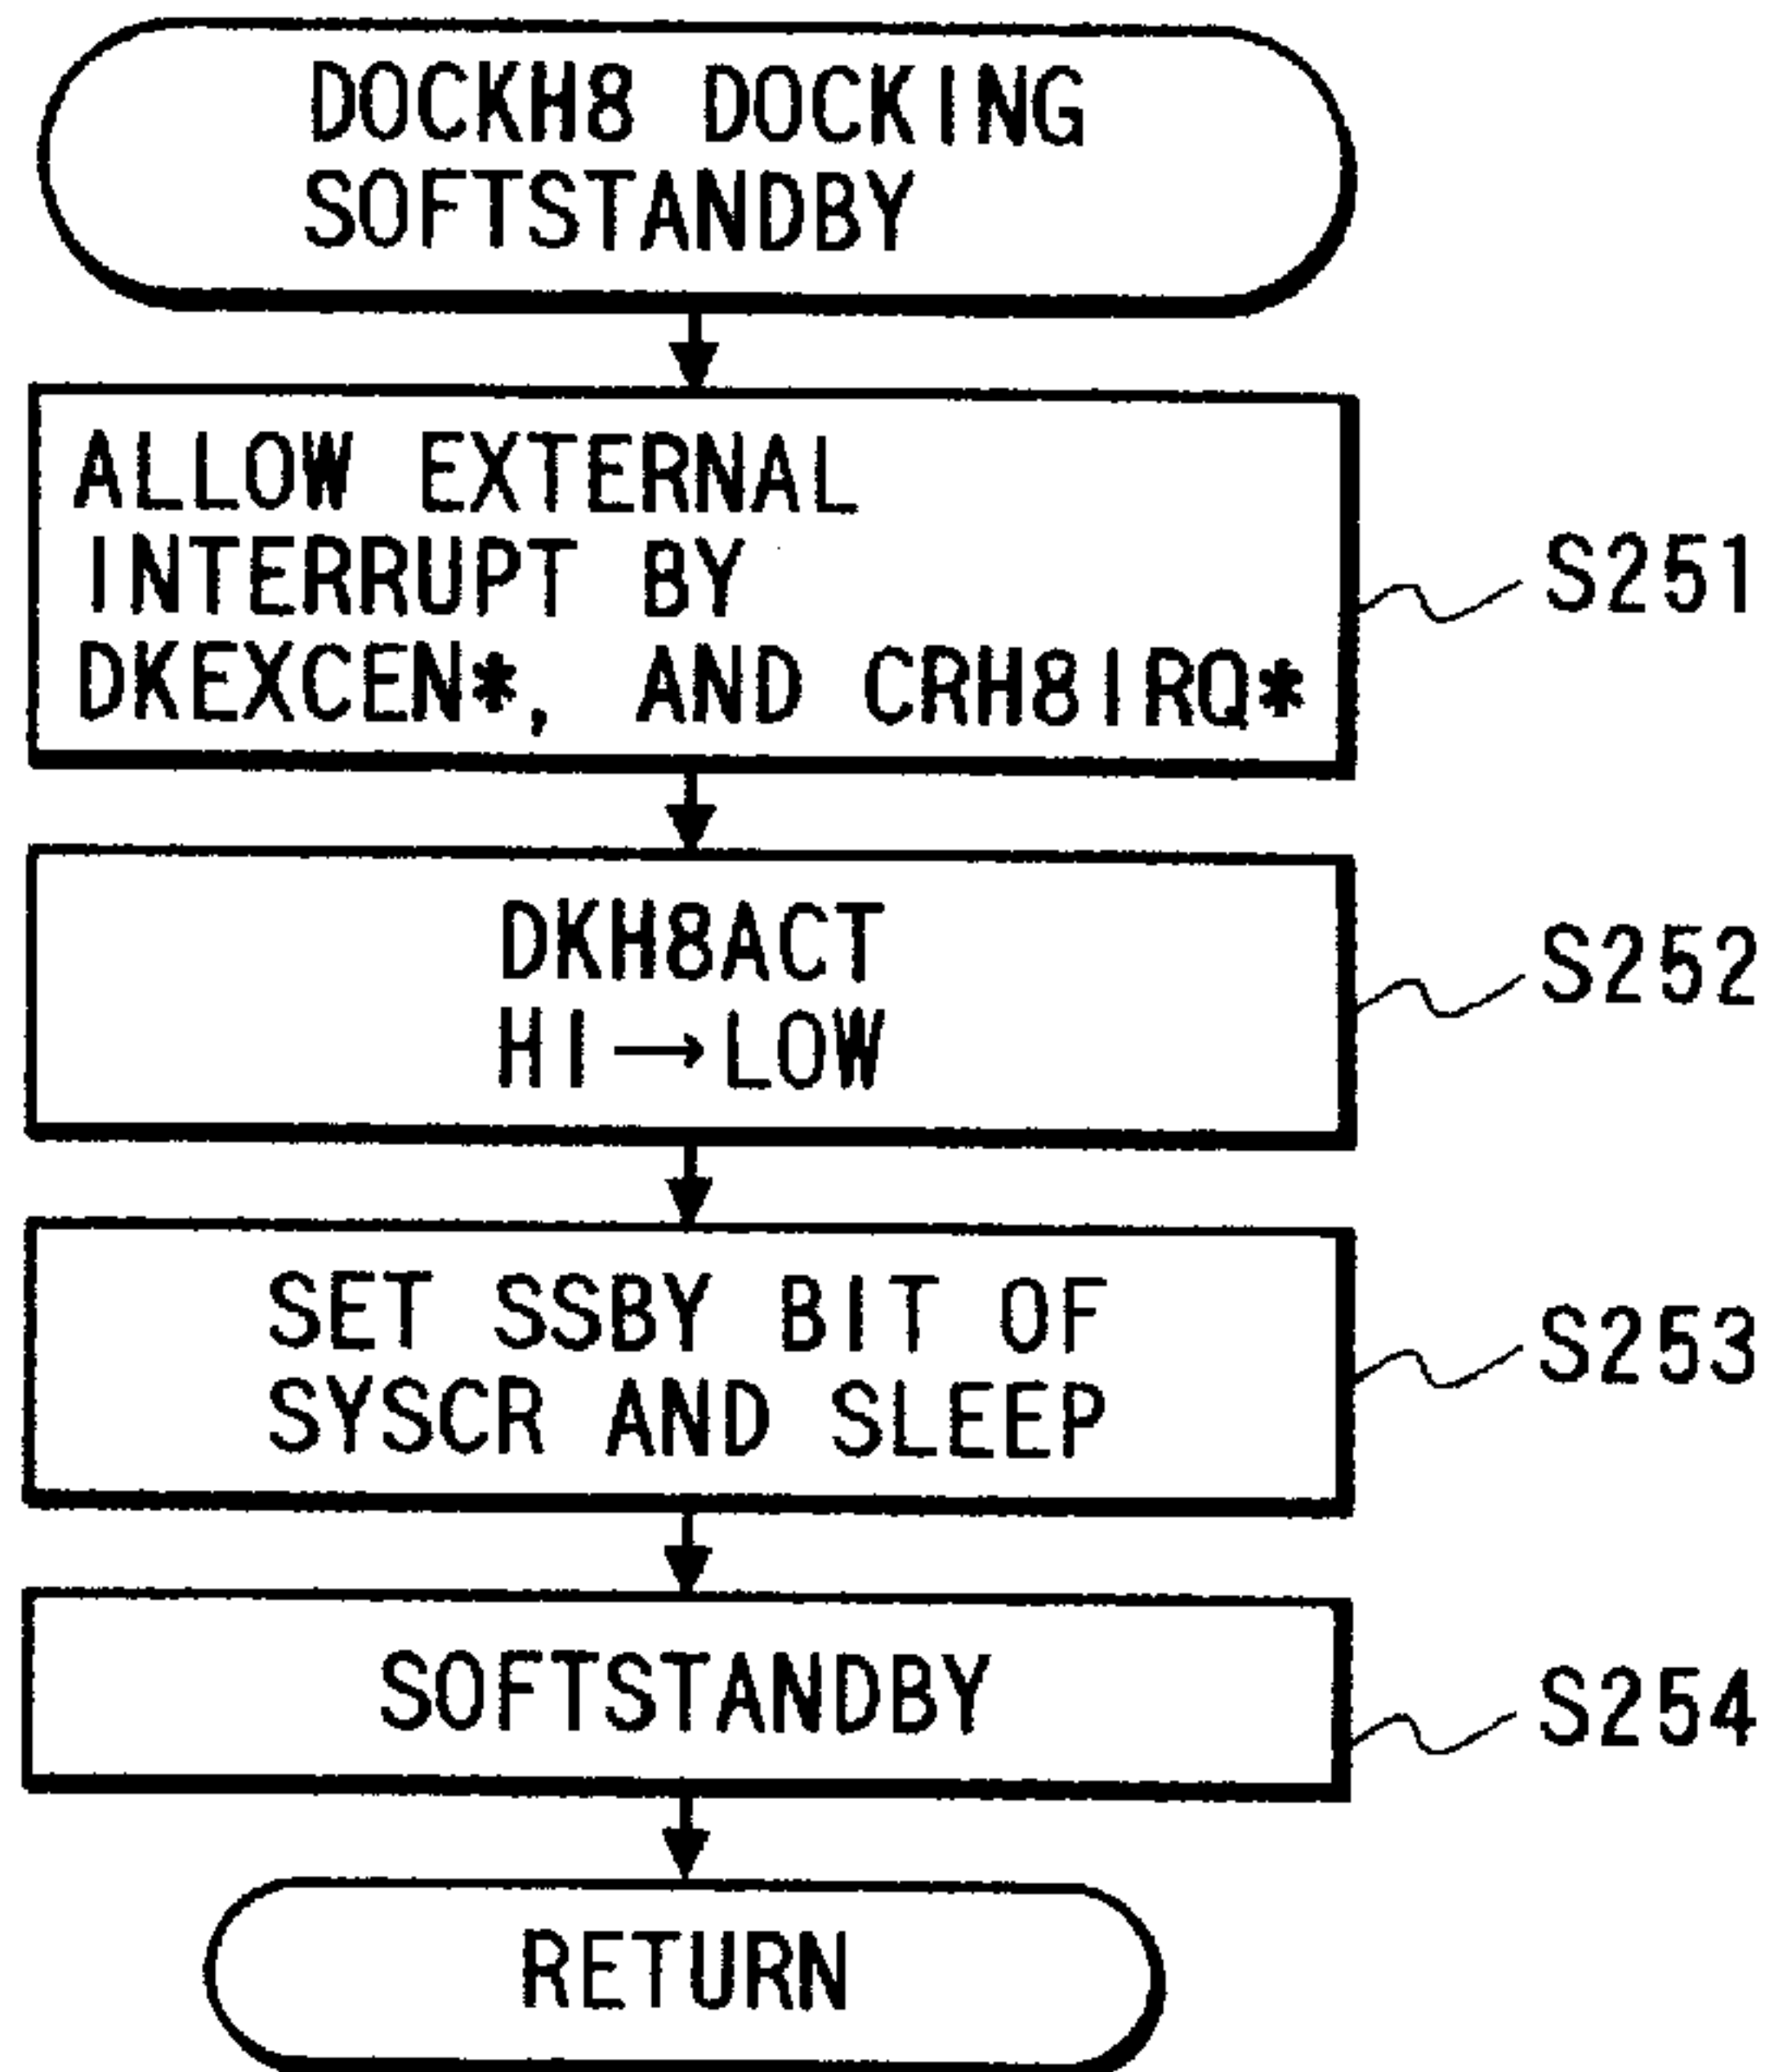 DOCKH8 DOCKING
SOFTSTANDBY
ALLOW EXTERNAL
INTERRUPT BY
DKEXCEN*, AND CRH8IRQ*
S251
DKH8ACT
HI→LOW
S252
SET SSBY BIT OF
SYSCR AND SLEEP
S253
SOFTSTANDBY
S254
RETURN